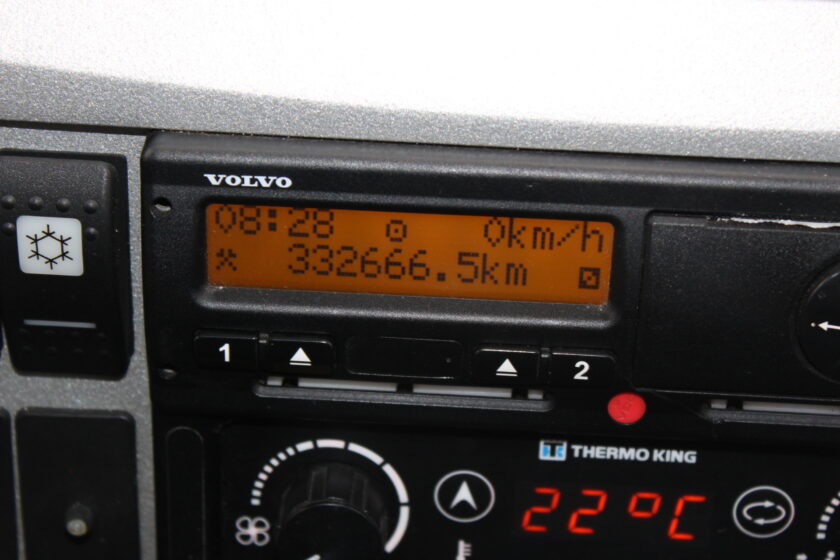 VOLVO
08:28 0km/h
332666.5km
1 2
THERMO KING
22°C